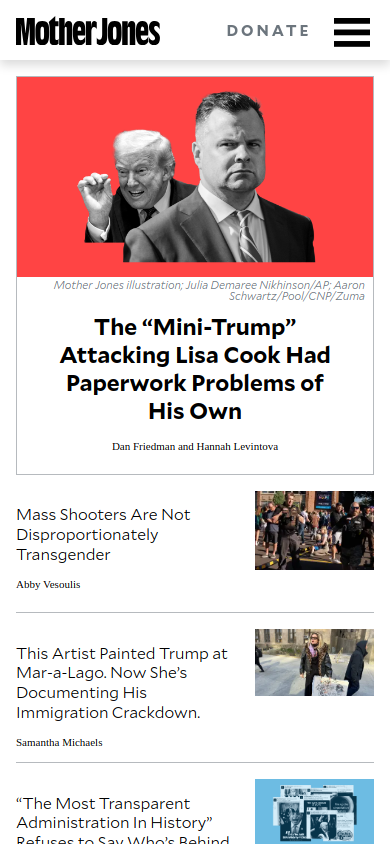 Mother Jones
DONATE
Mother Jones illustration; Julia Demaree Nikhinson/AP; Aaron
Schwartz/Pool/CNP/Zuma
The “Mini-Trump”
Attacking Lisa Cook Had
Paperwork Problems of
His Own
Dan Friedman and Hannah Levintova
Mass Shooters Are Not
Disproportionately
Transgender
Abby Vesoulis
This Artist Painted Trump at
Mar-a-Lago. Now She’s
Documenting His
Immigration Crackdown.
Samantha Michaels
“The Most Transparent
Administration In History”
Refuses to Say Who’s Behind